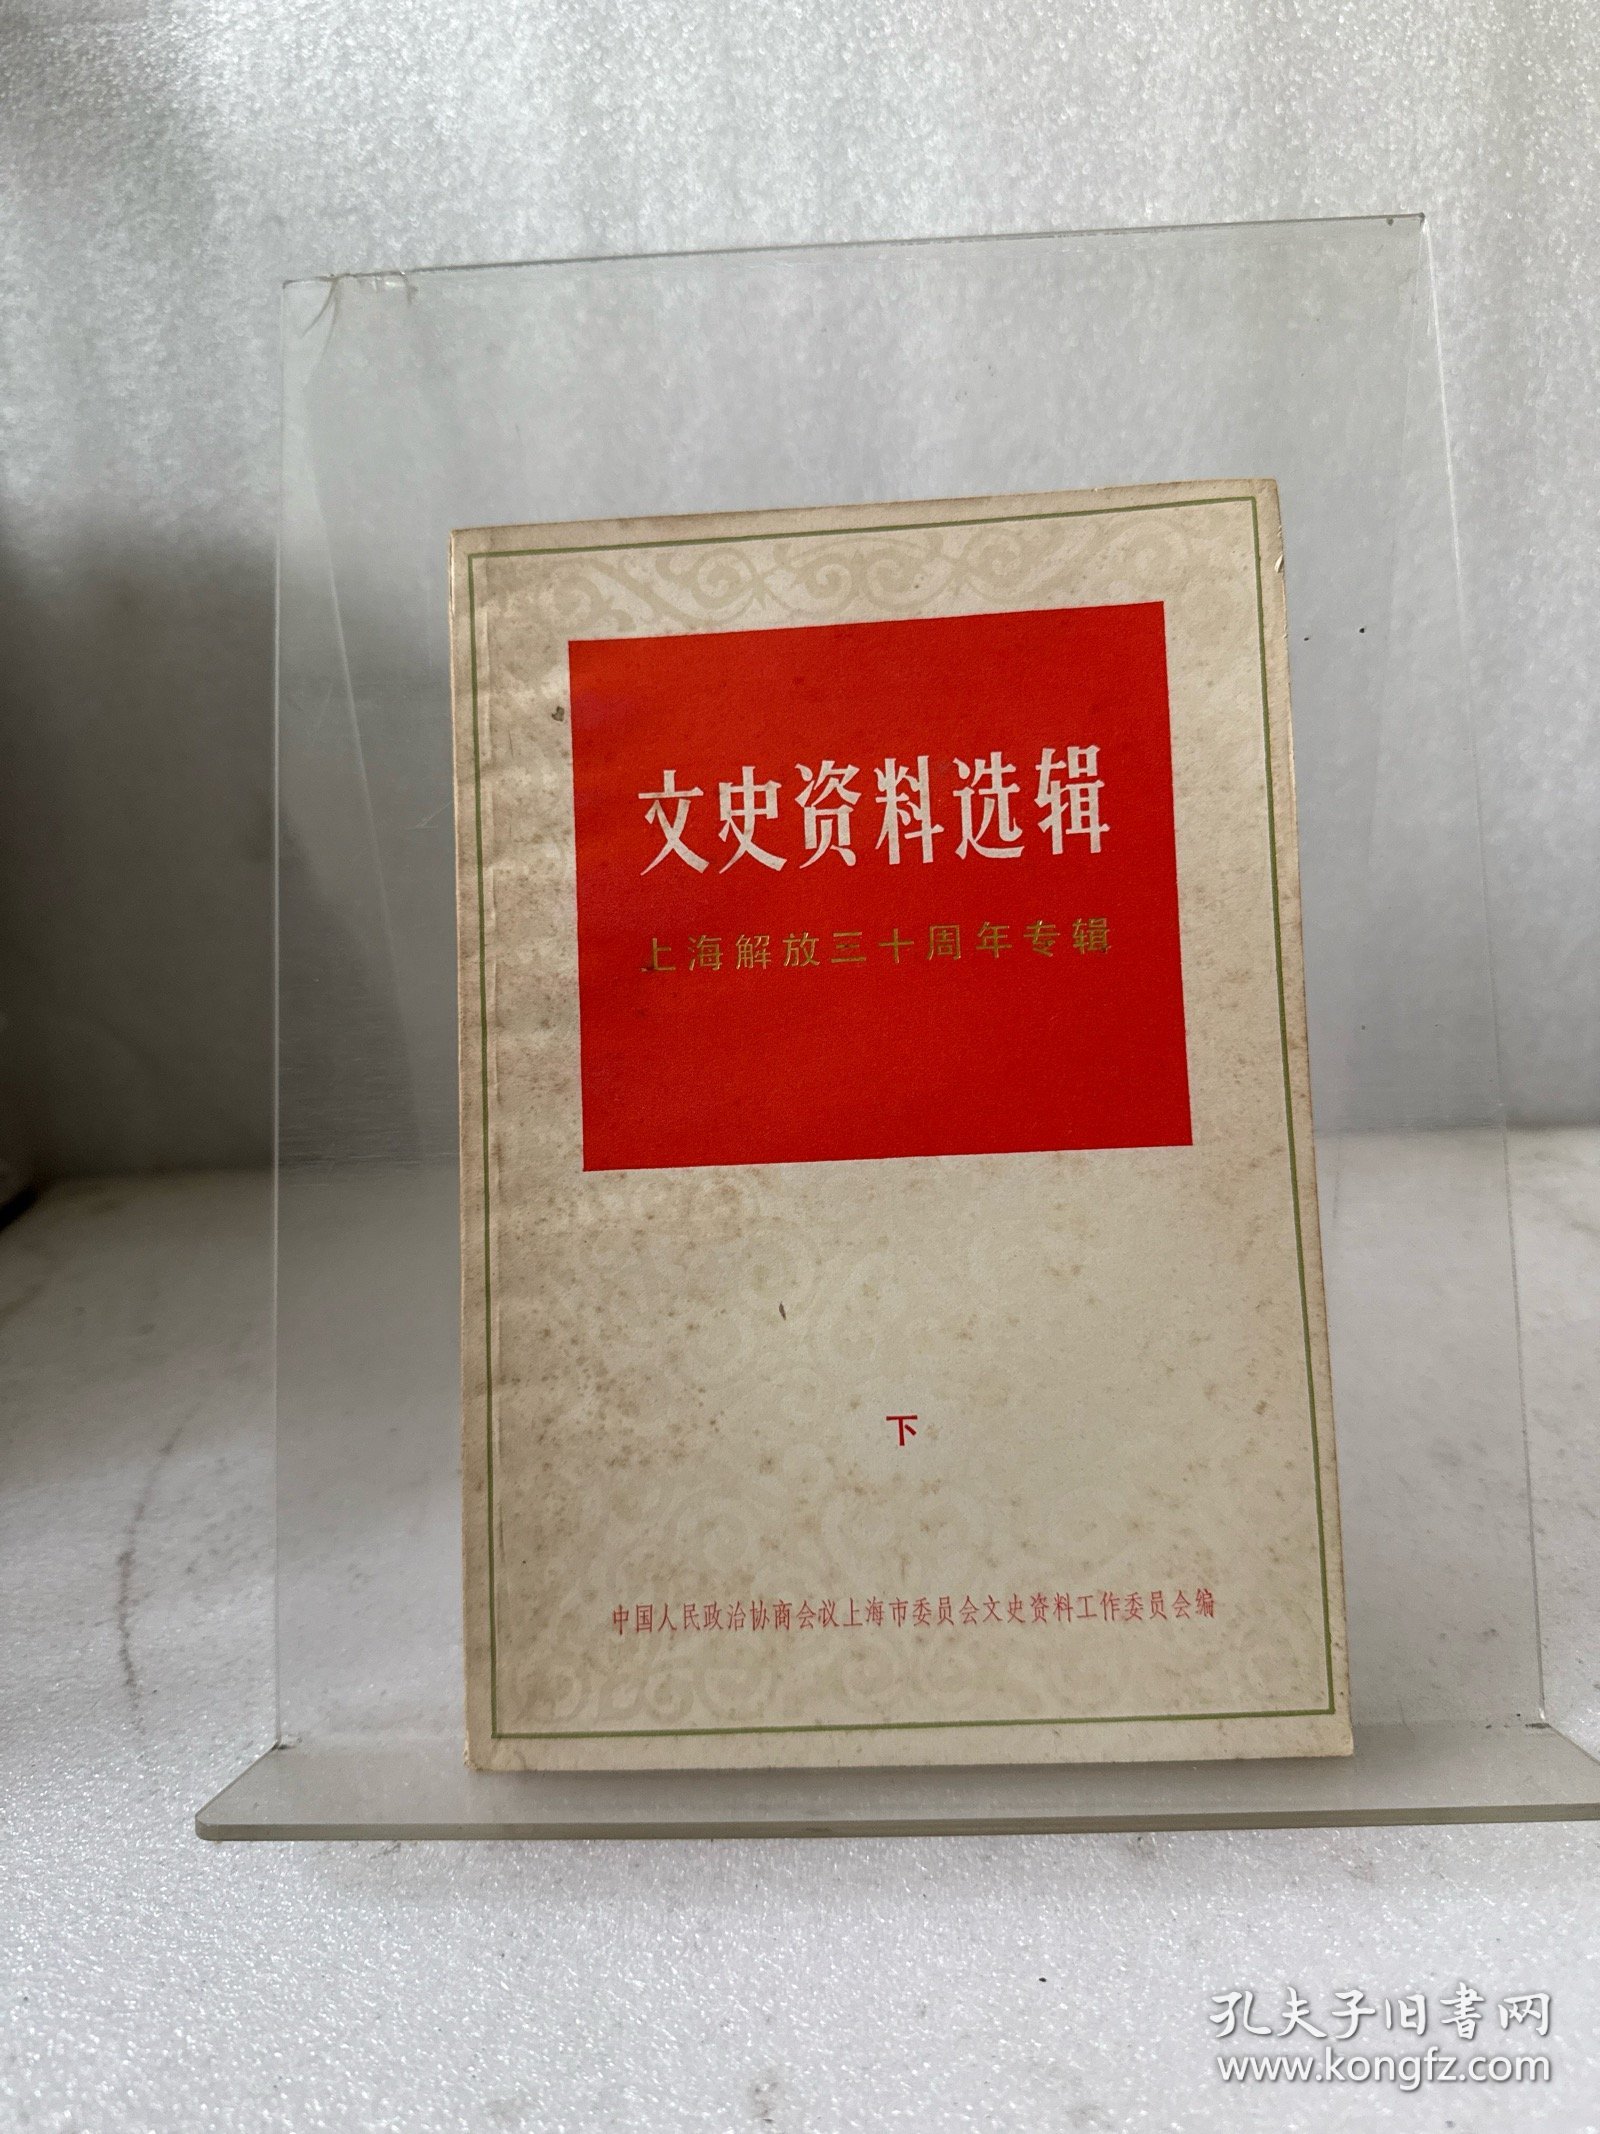 文史资料选辑
上海解放三十周年专辑
下
中国人民政治协商会议上海市委员会文史资料工作委员会编
孔夫子旧书网
www.kongfz.com